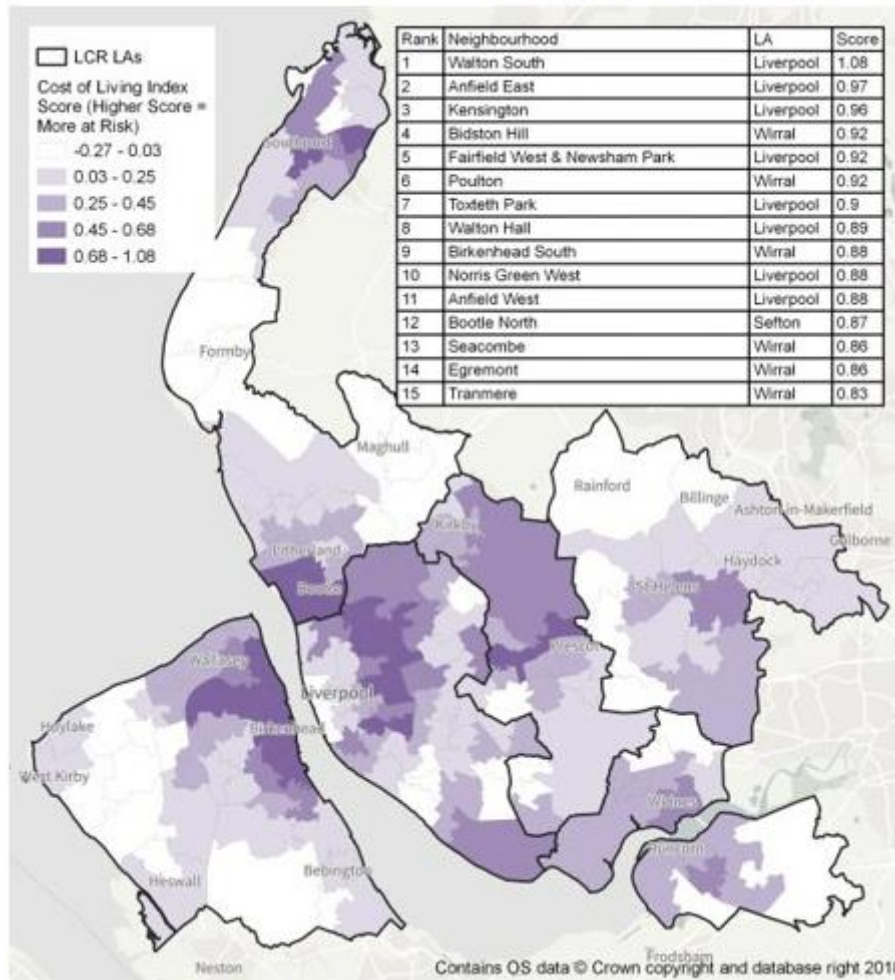 LCR LAs
Cost of Living Index
Score (Higher Score =
More at Risk)
-0.27 - 0.03
0.03 - 0.25
0.25 - 0.45
0.45 - 0.68
0.68 - 1.08
Rank Neighbourhood LA Score
1 Walton South Liverpool 1.08
2 Anfield East Liverpool 0.97
3 Kensington Liverpool 0.96
4 Bidston Hill Wirral 0.92
5 Fairfield West & Newsham Park Liverpool 0.92
6 Poulton Wirral 0.92
7 Toxteth Park Liverpool 0.9
8 Walton Hall Liverpool 0.89
9 Birkenhead South Wirral 0.88
10 Norris Green West Liverpool 0.88
11 Anfield West Liverpool 0.88
12 Bootle North Sefton 0.87
13 Seacombe Wirral 0.86
14 Egremont Wirral 0.86
15 Tranmere Wirral 0.83
Southport
Formby
Maghull
Rainford
Billinge
Ashton-in-Makerfield
Golborne
Kirkby
Litherland
Haydock
St Helens
Bootle
Prescot
Wallasey
Liverpool
Hoylake
Birkenhead
West Kirby
Widnes
Runcorn
Bebington
Heswall
Neston
Frodsham
Contains OS data © Crown copyright and database right 201